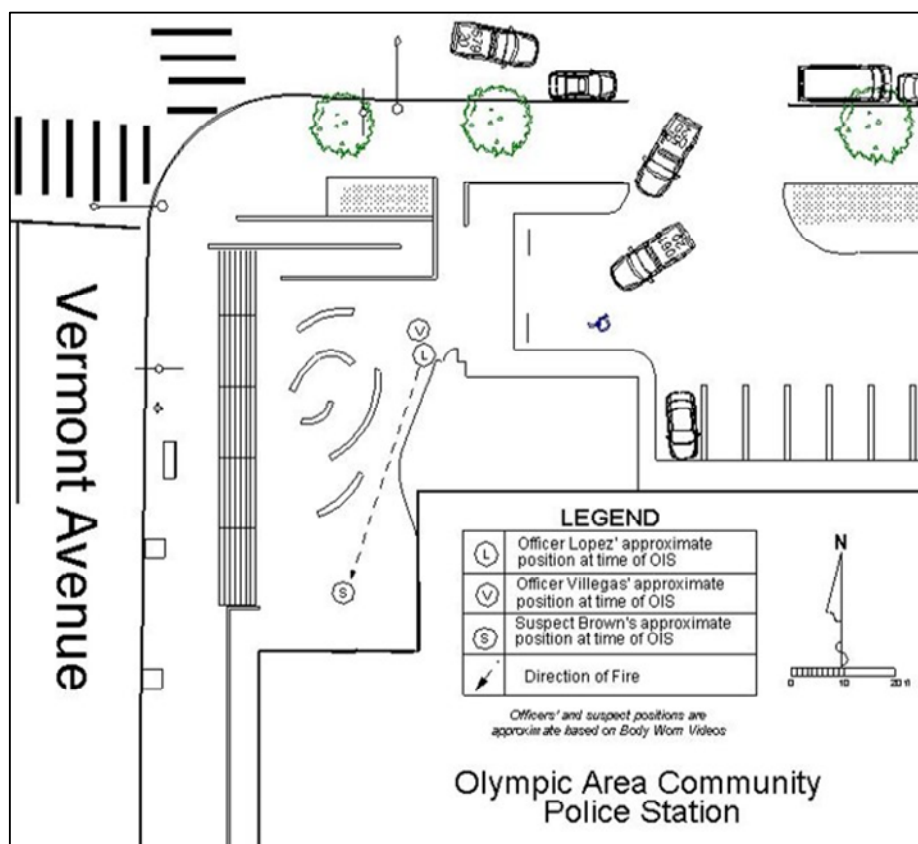 Vermont Avenue
V
L
S
LEGEND
L
Officer Lopez' approximate
position at time of OIS
V
Officer Villegas' approximate
position at time of OIS
S
Suspect Brown's approximate
position at time of OIS
Direction of Fire
Officers' and suspect positions are
approximate based on Body Worn Videos
N
0 10 20 ft
Olympic Area Community
Police Station